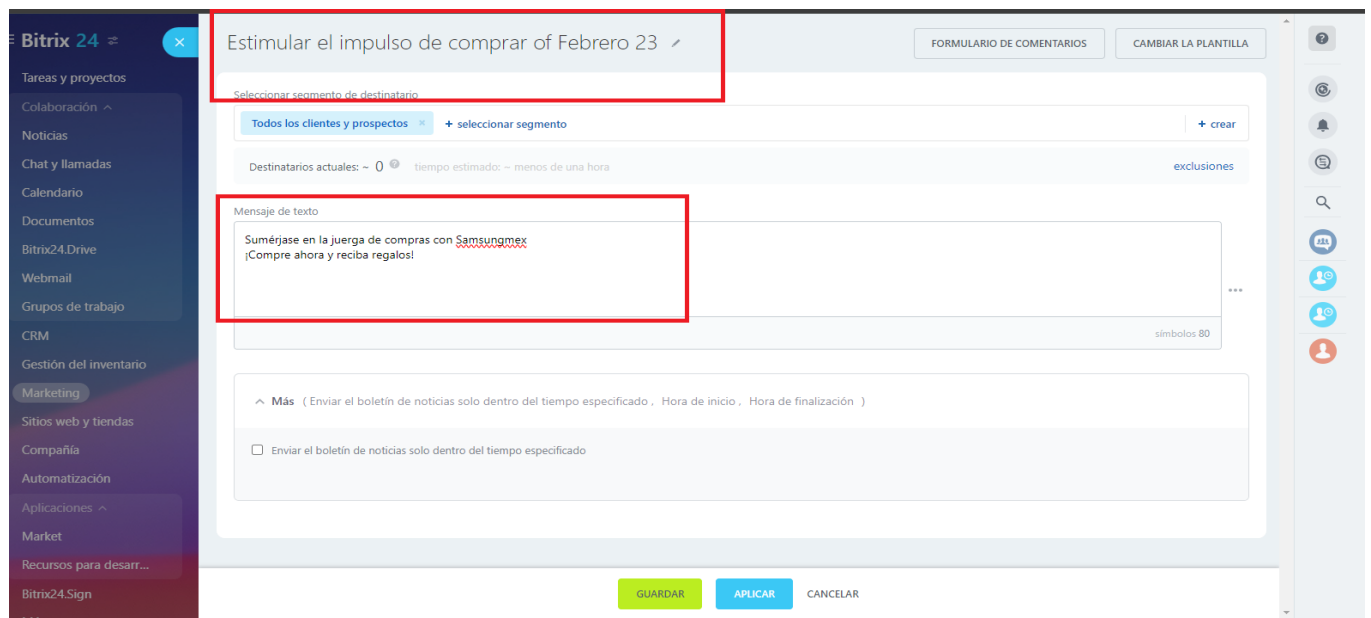 Bitrix 24
Tareas y proyectos
Colaboración
Noticias
Chat y llamadas
Calendario
Documentos
Bitrix24.Drive
Webmail
Grupos de trabajo
CRM
Gestión del inventario
Marketing
Sitios web y tiendas
Compañía
Automatización
Aplicaciones
Market
Recursos para desarr...
Bitrix24.Sign
Estimular el impulso de comprar of Febrero 23
FORMULARIO DE COMENTARIOS
CAMBIAR LA PLANTILLA
Seleccionar segmento de destinatario
Todos los clientes y prospectos × + seleccionar segmento + crear
Destinatarios actuales: ~ 0 ? tiempo estimado: ~ menos de una hora exclusiones
Mensaje de texto
Sumérjase en la juerga de compras con Samsungmex
¡Compre ahora y reciba regalos!
símbolos 80
Más ( Enviar el boletín de noticias solo dentro del tiempo especificado , Hora de inicio , Hora de finalización )
Enviar el boletín de noticias solo dentro del tiempo especificado
GUARDAR APLICAR CANCELAR